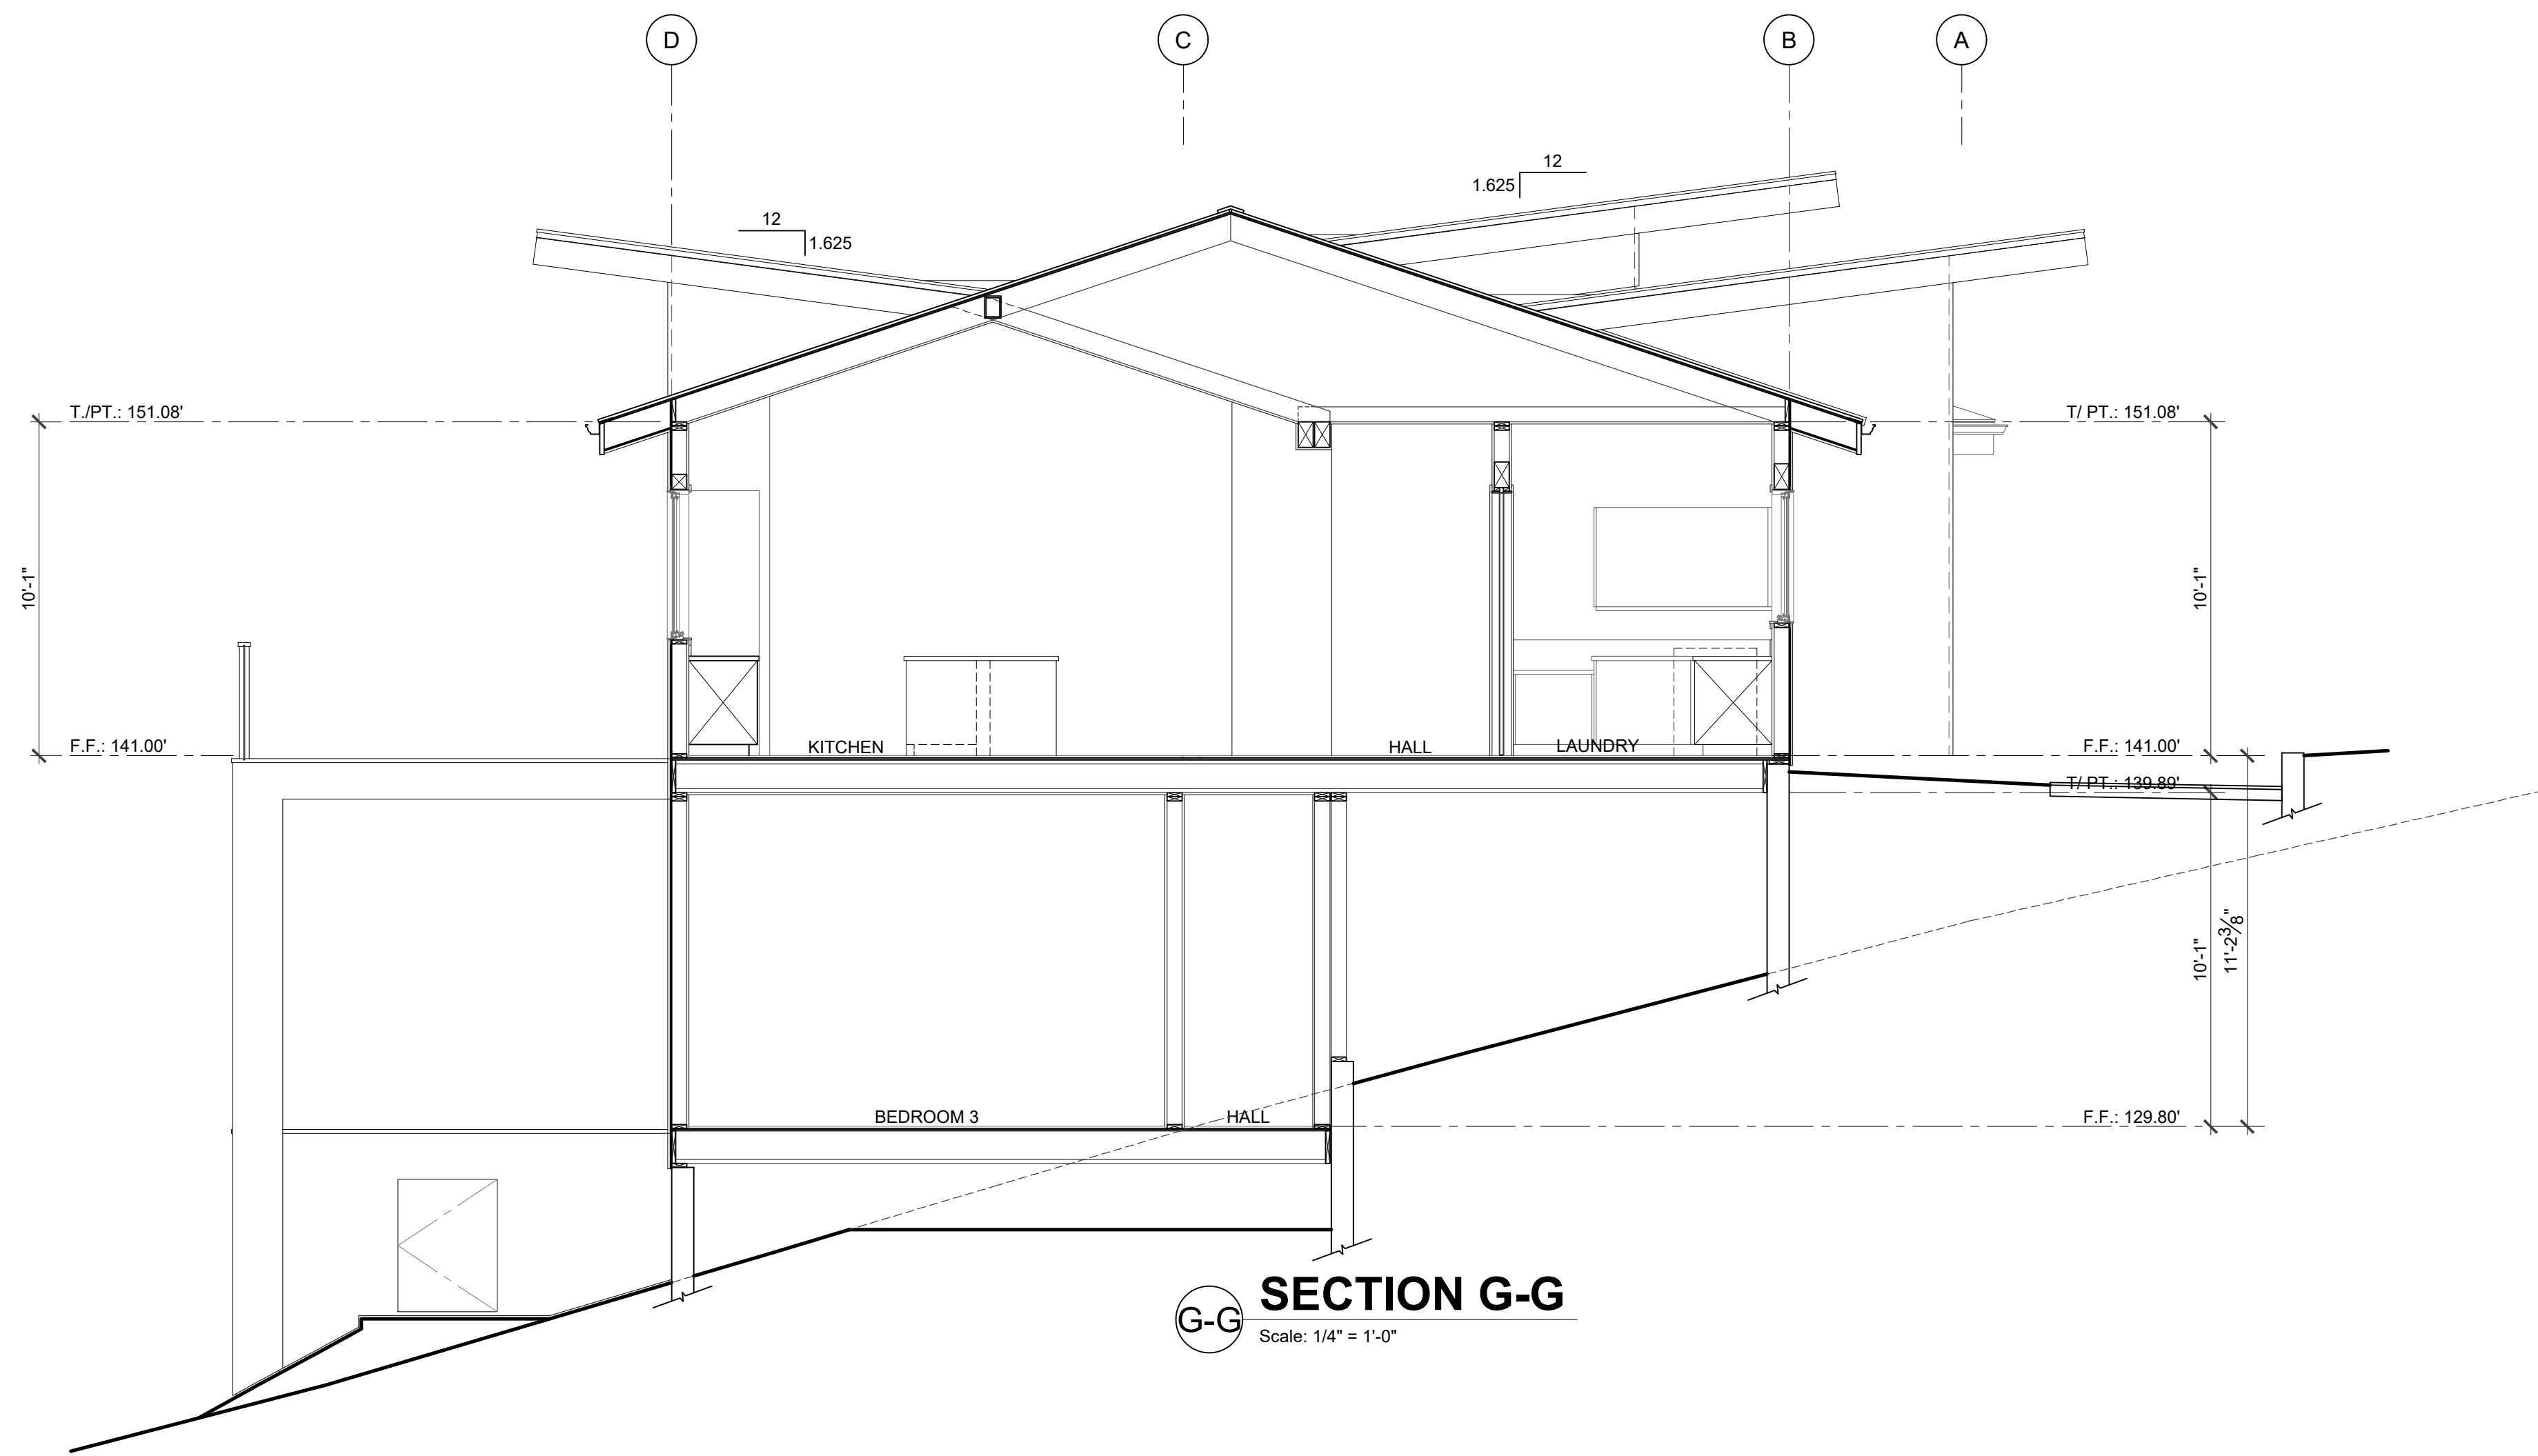 D
C
B
A
12
1.625
12
1.625
T./PT.: 151.08'
T/ PT.: 151.08'
10'-1"
10'-1"
F.F.: 141.00'
KITCHEN
HALL
LAUNDRY
F.F.: 141.00'
T/ PT.: 139.89'
10'-1"
11'-2 3/8"
BEDROOM 3
HALL
F.F.: 129.80'
G-G
SECTION G-G
Scale: 1/4" = 1'-0"